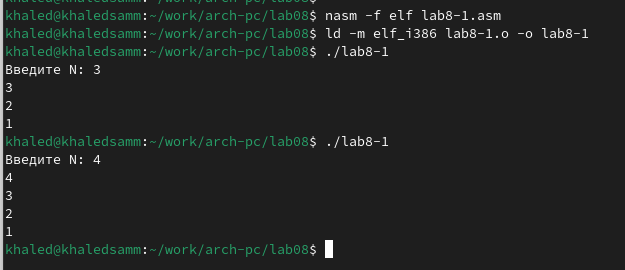 khaled@khaledsamm:~/work/arch-pc/lab08$ nasm -f elf lab8-1.asm
khaled@khaledsamm:~/work/arch-pc/lab08$ ld -m elf_i386 lab8-1.o -o lab8-1
khaled@khaledsamm:~/work/arch-pc/lab08$ ./lab8-1
Введите N: 3
3
2
1
khaled@khaledsamm:~/work/arch-pc/lab08$ ./lab8-1
Введите N: 4
4
3
2
1
khaled@khaledsamm:~/work/arch-pc/lab08$